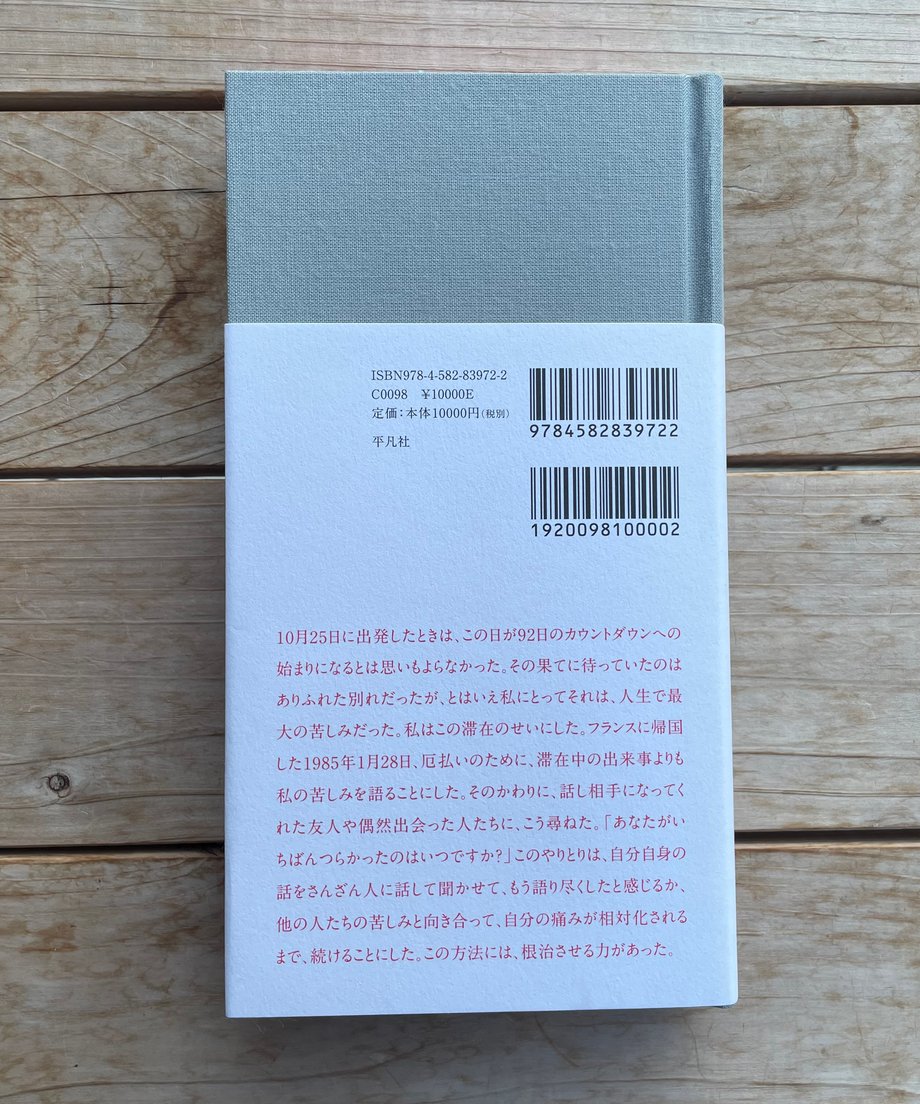 ISBN978-4-582-83972-2
C0098 ¥10000E
定価:本体10000円(税別)
平凡社
9784582839722
1920098100002
10月25日に出発したときは、この日が92日のカウントダウンへの
始まりになるとは思いもよらなかった。その果てに待っていたのは
ありふれた別れだったが、とはいえ私にとってそれは、人生で最
大の苦しみだった。私はこの滞在のせいにした。フランスに帰国
した1985年1月28日、厄払いのために、滞在中の出来事よりも
私の苦しみを語ることにした。そのかわりに、話し相手になってく
れた友人や偶然出会った人たちに、こう尋ねた。「あなたがい
ちばんつらかったのはいつですか?」このやりとりは、自分自身の
話をさんざん人に話して聞かせて、もう語り尽くしたと感じるか、
他の人たちの苦しみと向き合って、自分の痛みが相対化される
まで、続けることにした。この方法には、根治させる力があった。